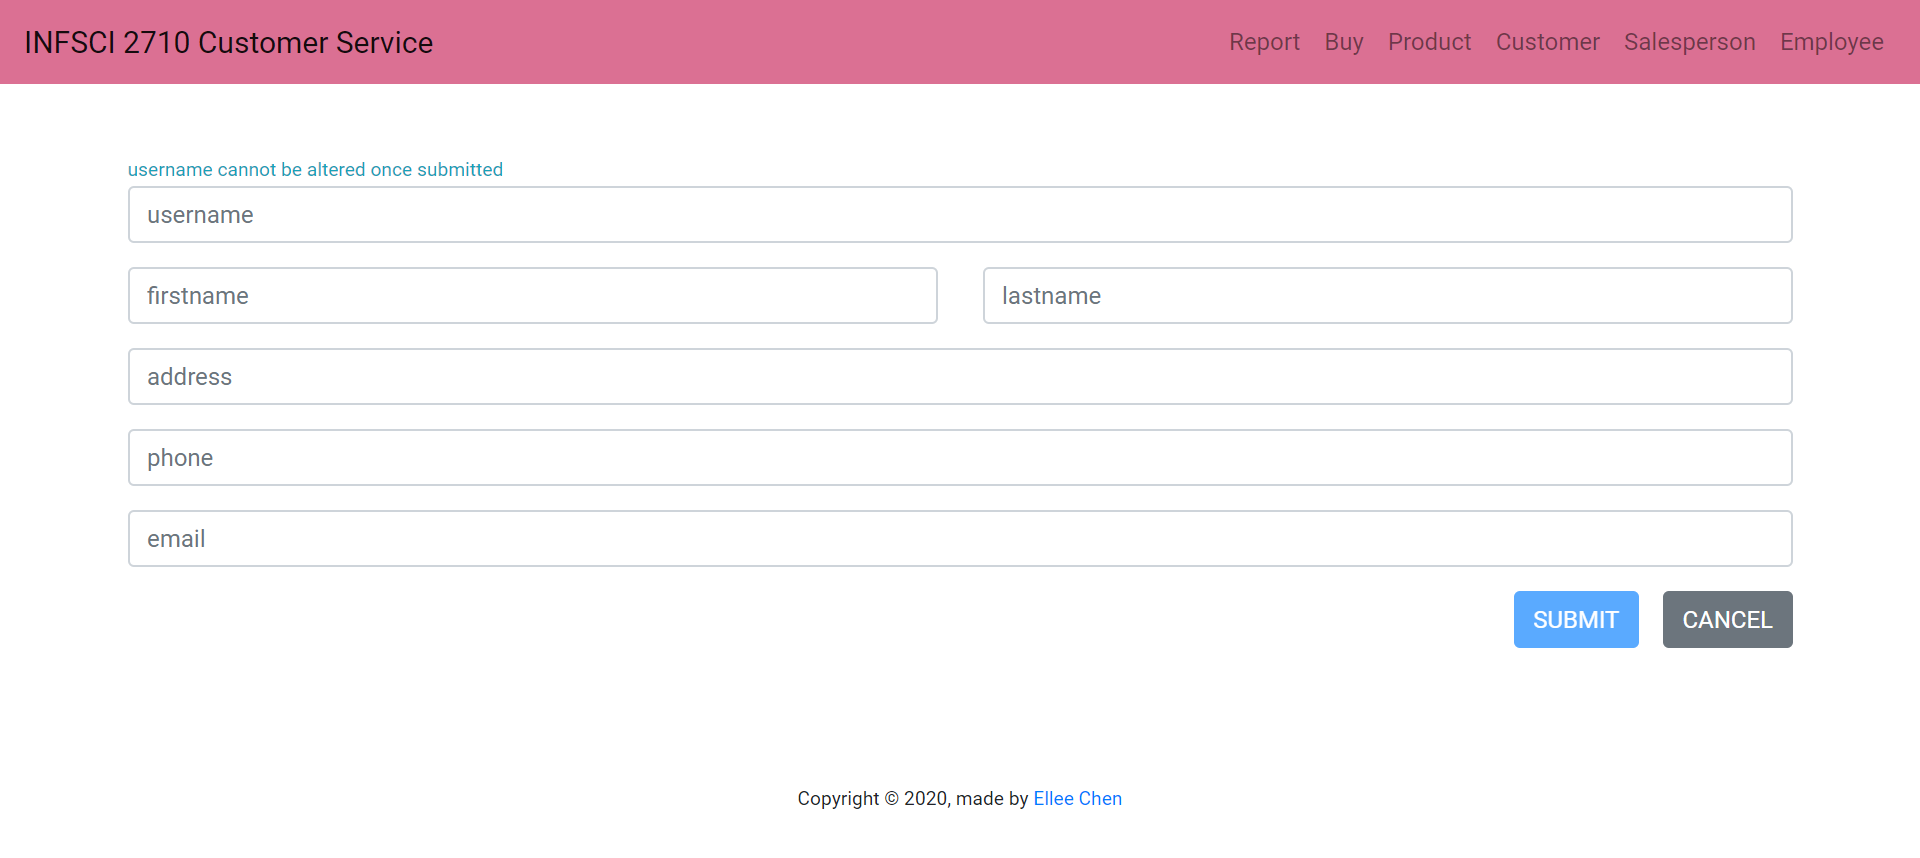 INFSCI 2710 Customer Service Report Buy Product Customer Salesperson Employee
username cannot be altered once submitted
username
firstname lastname
address
phone
email
SUBMIT CANCEL
Copyright © 2020, made by Ellee Chen